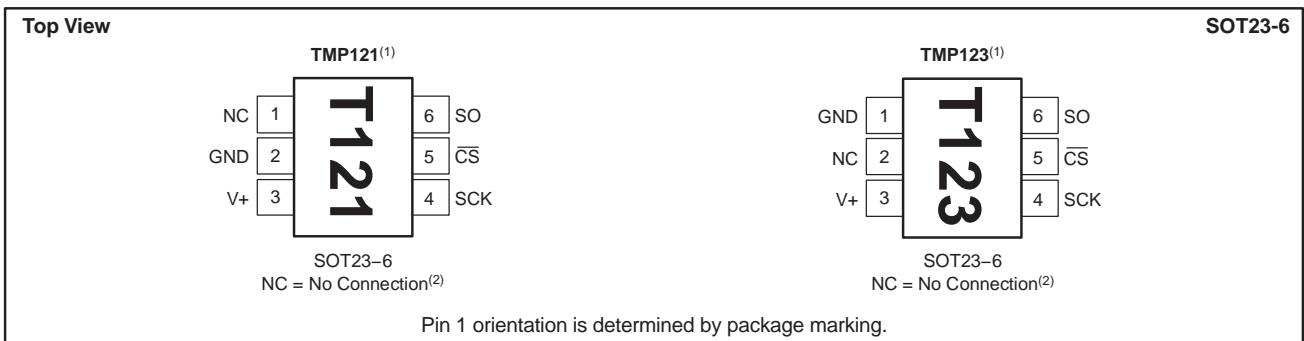 Top View
SOT23-6
TMP121(1)
NC 1 6 SO
GND 2 5 C̅S̅
V+ 3 4 SCK
T121
SOT23−6
NC = No Connection(2)
TMP123(1)
GND 1 6 SO
NC 2 5 C̅S̅
V+ 3 4 SCK
T123
SOT23−6
NC = No Connection(2)
Pin 1 orientation is determined by package marking.